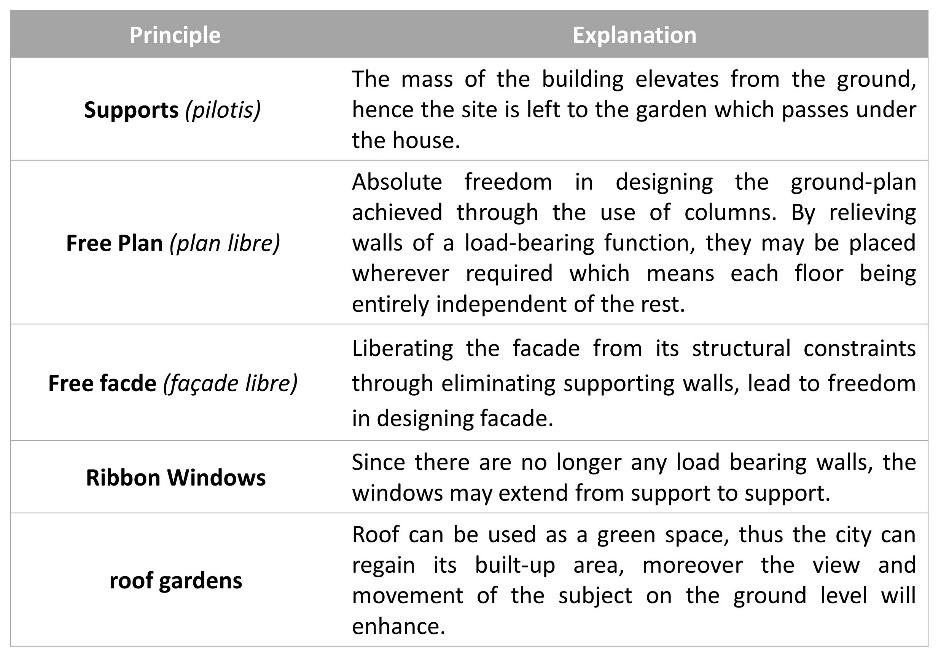 Principle
Explanation
Supports (pilotis)
The mass of the building elevates from the ground,
hence the site is left to the garden which passes under
the house.
Free Plan (plan libre)
Absolute freedom in designing the ground-plan
achieved through the use of columns. By relieving
walls of a load-bearing function, they may be placed
wherever required which means each floor being
entirely independent of the rest.
Free facde (façade libre)
Liberating the facade from its structural constraints
through eliminating supporting walls, lead to freedom
in designing facade.
Ribbon Windows
Since there are no longer any load bearing walls, the
windows may extend from support to support.
roof gardens
Roof can be used as a green space, thus the city can
regain its built-up area, moreover the view and
movement of the subject on the ground level will
enhance.